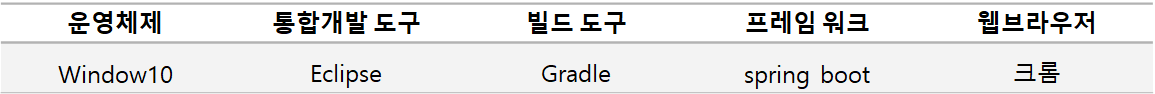 운영체제 통합개발 도구 빌드 도구 프레임 워크 웹브라우저
Window10 Eclipse Gradle spring boot 크롬